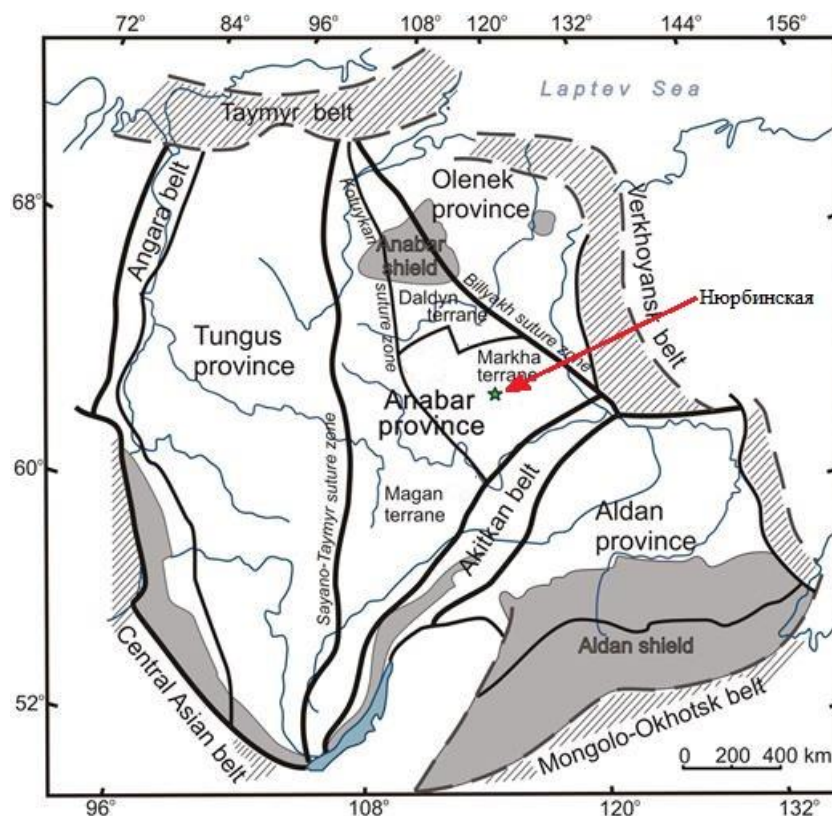 72° 84° 96° 108° 120° 132° 144° 156°
Laptev Sea
Taymyr belt
68°
Olenek
province
Kotuykan
suture zone
Angara belt
Anabar
shield
Verkhoyansk belt
Billyakh suture zone
Daldyn
terrane
Нюрбинская
Tungus
province
Markha
terrane
Anabar
province
60°
Sayano-Taymyr suture zone
Magan
terrane
Akitkan belt
Aldan
province
Central Asian
belt
Aldan shield
52°
Mongolo-Okhotsk belt
0 200 400 km
96° 108° 120° 132°